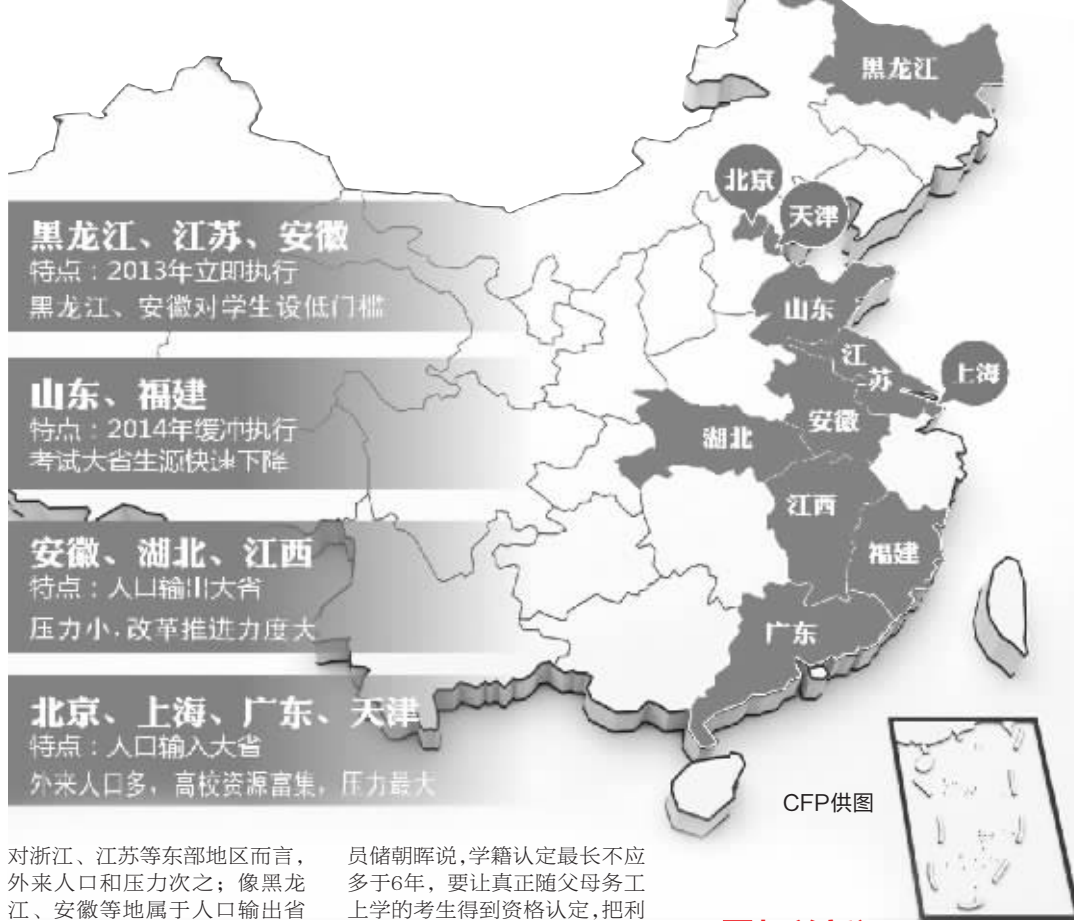 黑龙江、江苏、安徽
特点：2013年立即执行
黑龙江、安徽对学生设低门槛
山东、福建
特点：2014年缓冲执行
考试大省生源快速下降
安徽、湖北、江西
特点：人口输出大省
压力小，改革推进力度大
北京、上海、广东、天津
特点：人口输入大省
外来人口多，高校资源富集，压力最大
黑龙江
北京
天津
山东
江
苏
上海
安徽
湖北
江西
福建
广东
CFP供图
对浙江、江苏等东部地区而言，
外来人口和压力次之；像黑龙
江、安徽等地属于人口输出省
员储朝晖说，学籍认定最长不应
多于6年，要让真正随父母务工
上学的考生得到资格认定，把利